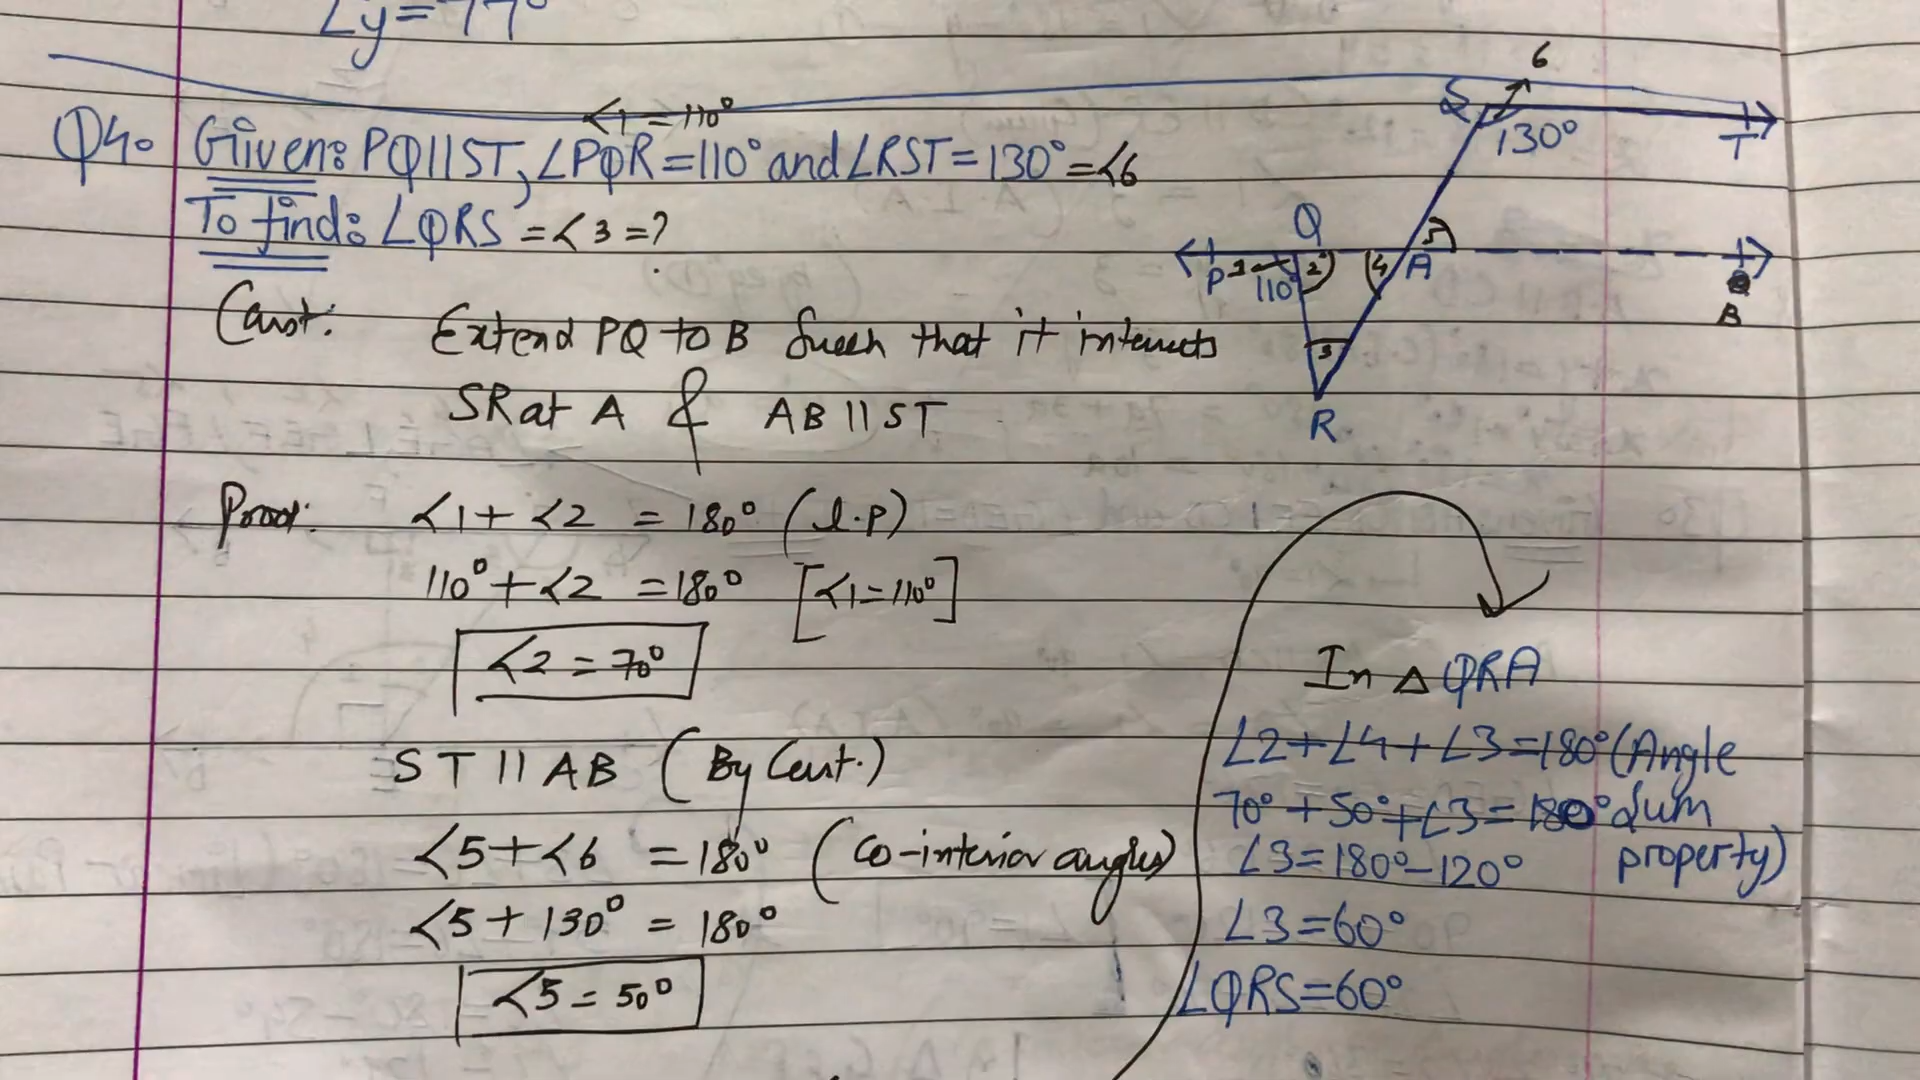 ∠y=77°
∠1=110°
Q4. Given: PQ||ST, ∠PQR=110° and ∠RST=130°=∠6
To find: ∠QRS =∠3=?
Const: Extend PQ to B such that it intersects
SR at A & AB||ST
Proof: ∠1+∠2 = 180° (l.p)
110°+∠2 =180° [∠1=110°]
∠2=70°
ST||AB (By Const.)
∠5+∠6 =180° (Co-interior angles)
∠5+130° = 180°
∠5=50°
6
S
130°
T
Q
5
P 1 2 4 A
110°
B
3
R
In △ QRA
∠2+∠4+∠3=180° (Angle
70°+50°+∠3=180° Sum
∠3=180°-120° property)
∠3=60°
∠QRS=60°